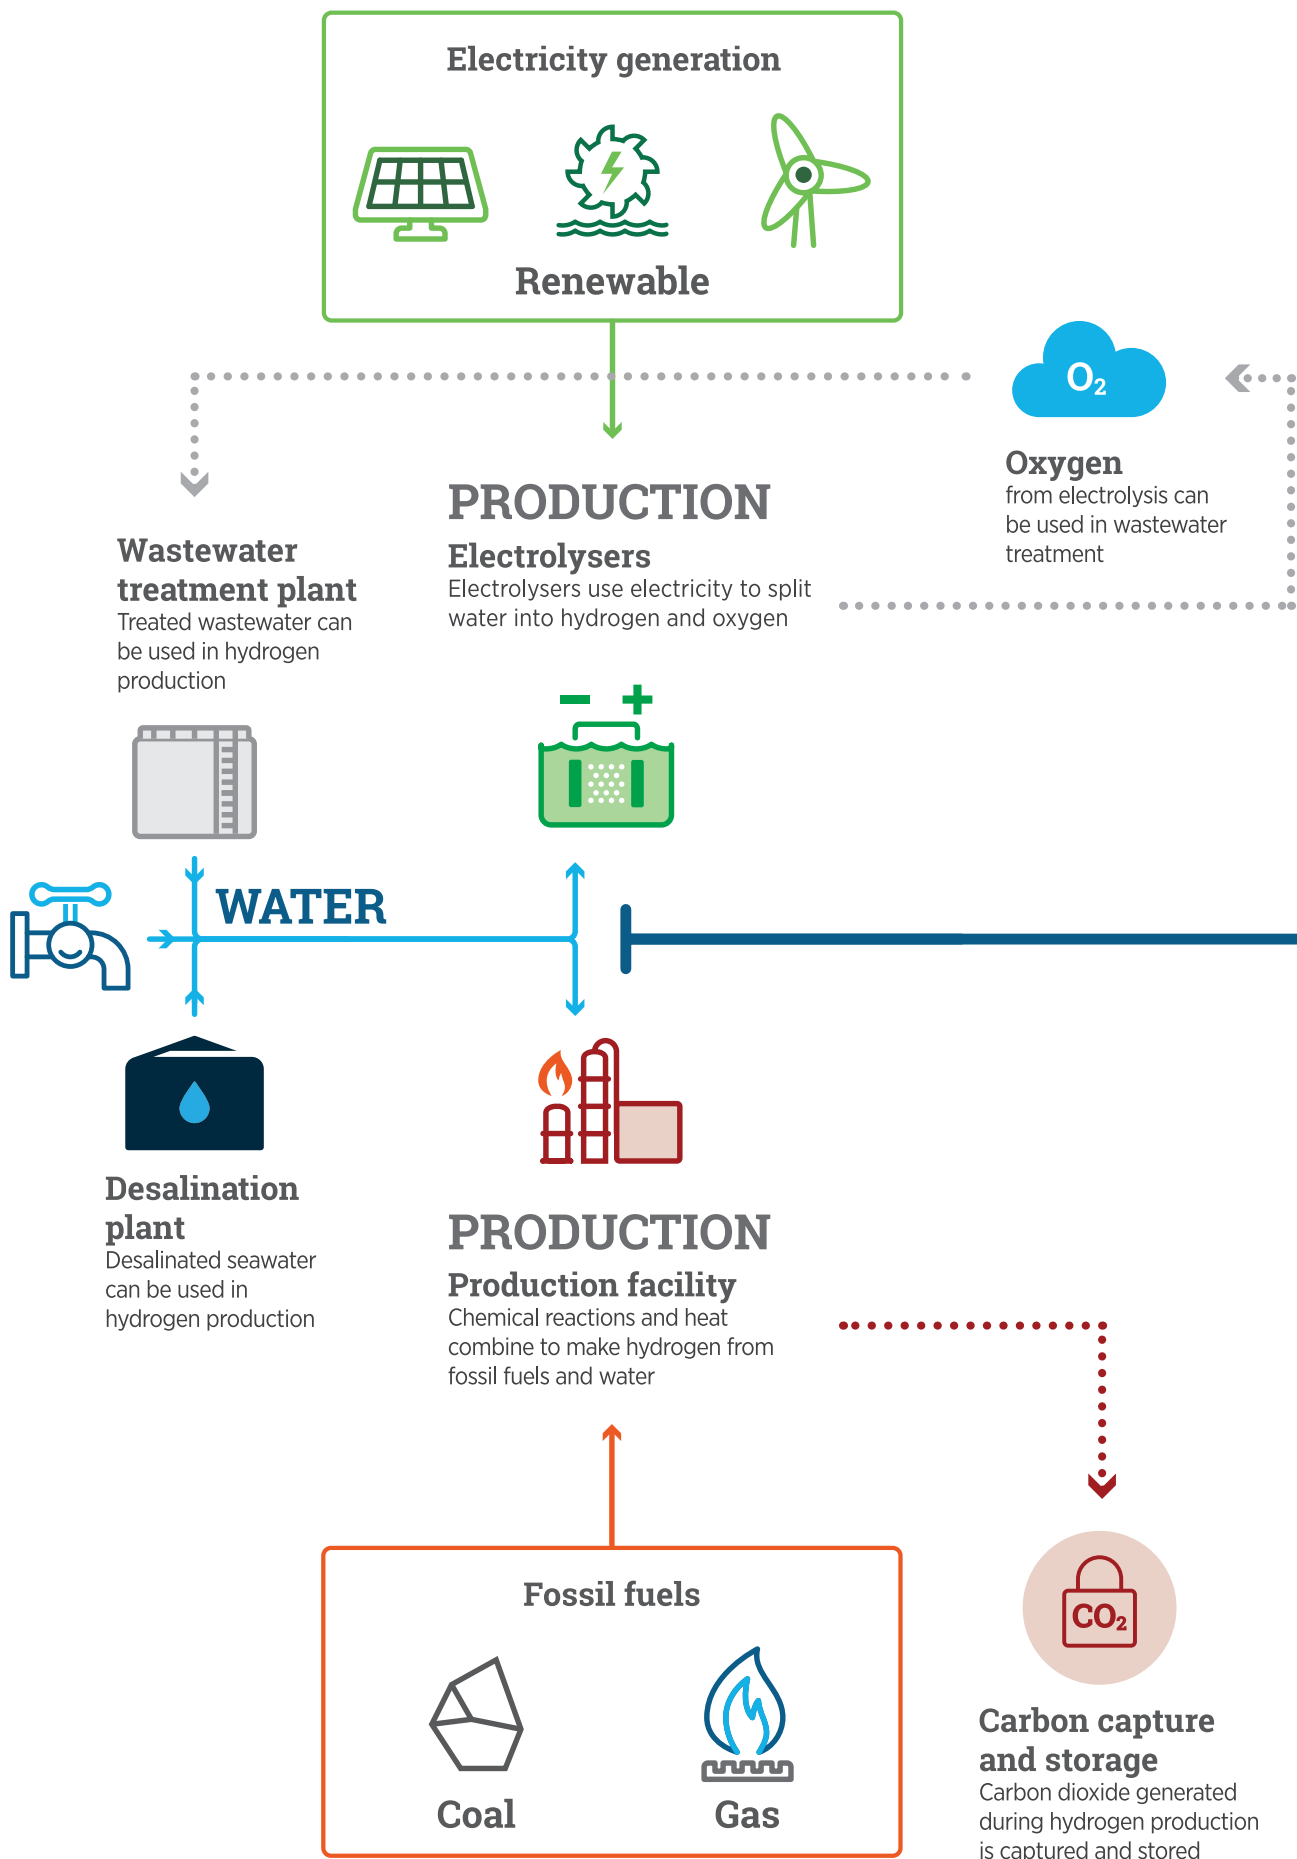 Electricity generation
Renewable
O₂
Oxygen
from electrolysis can
be used in wastewater
treatment
PRODUCTION
Electrolysers
Electrolysers use electricity to split
water into hydrogen and oxygen
Wastewater
treatment plant
Treated wastewater can
be used in hydrogen
production
WATER
Desalination
plant
Desalinated seawater
can be used in
hydrogen production
PRODUCTION
Production facility
Chemical reactions and heat
combine to make hydrogen from
fossil fuels and water
Fossil fuels
Coal
Gas
CO₂
Carbon capture
and storage
Carbon dioxide generated
during hydrogen production
is captured and stored